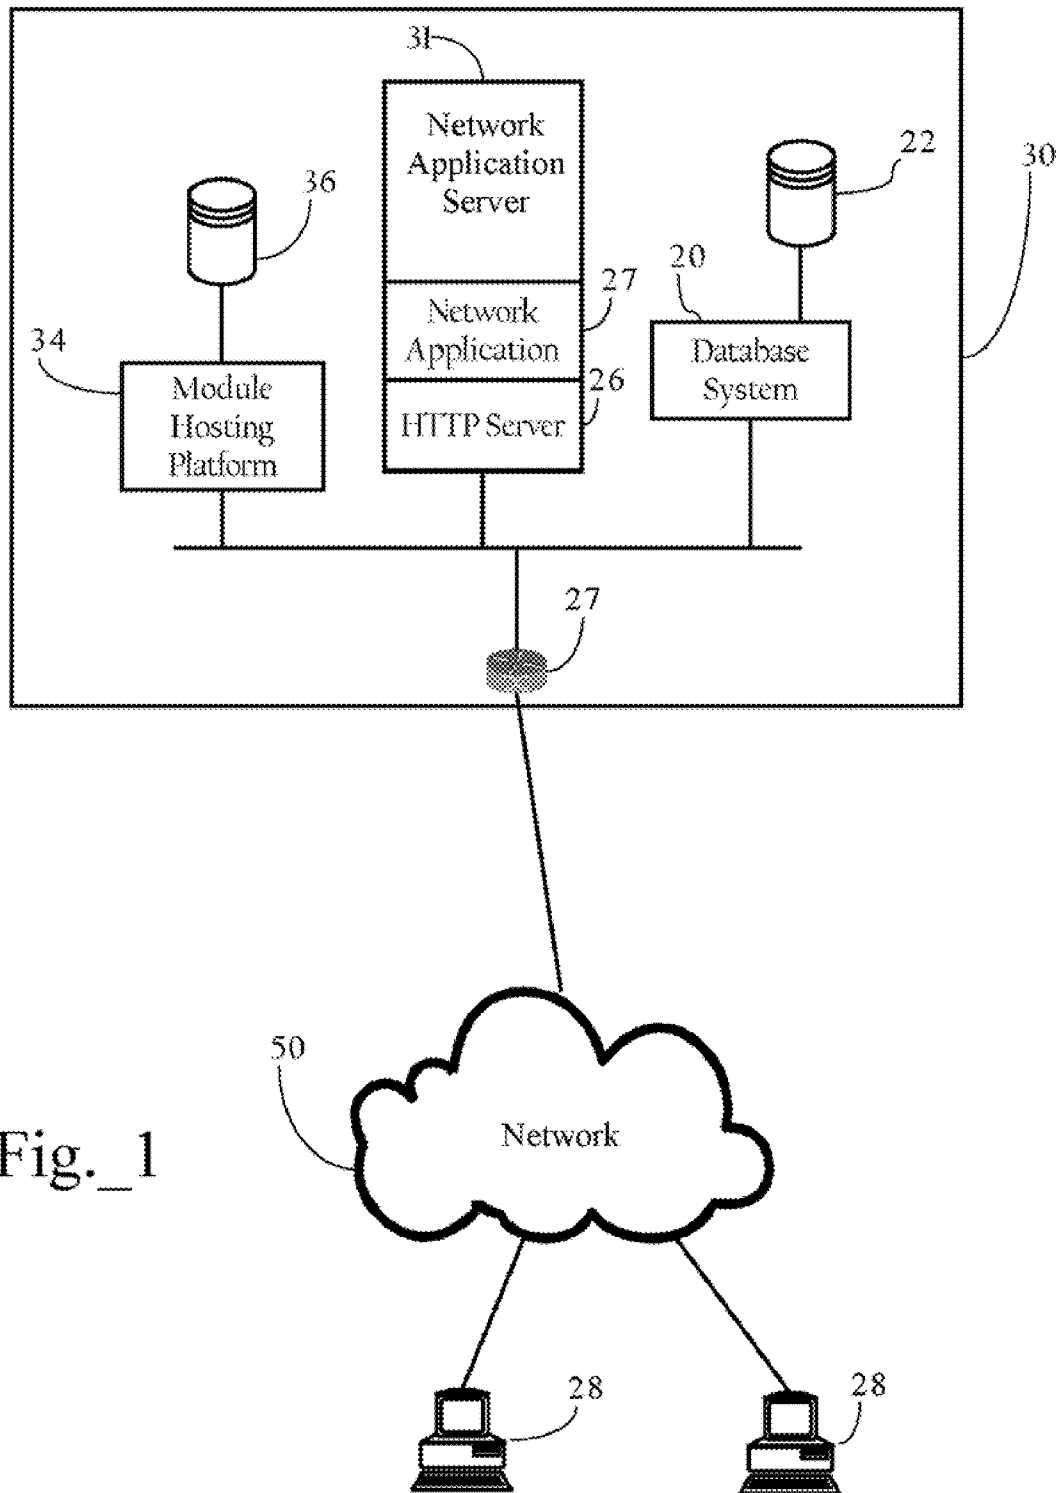 31
Network
Application
Server
22
30
36
20
27
Network
Application
34
Database
System
26
Module
Hosting
Platform
HTTP Server
27
50
Network
Fig._1
28
28